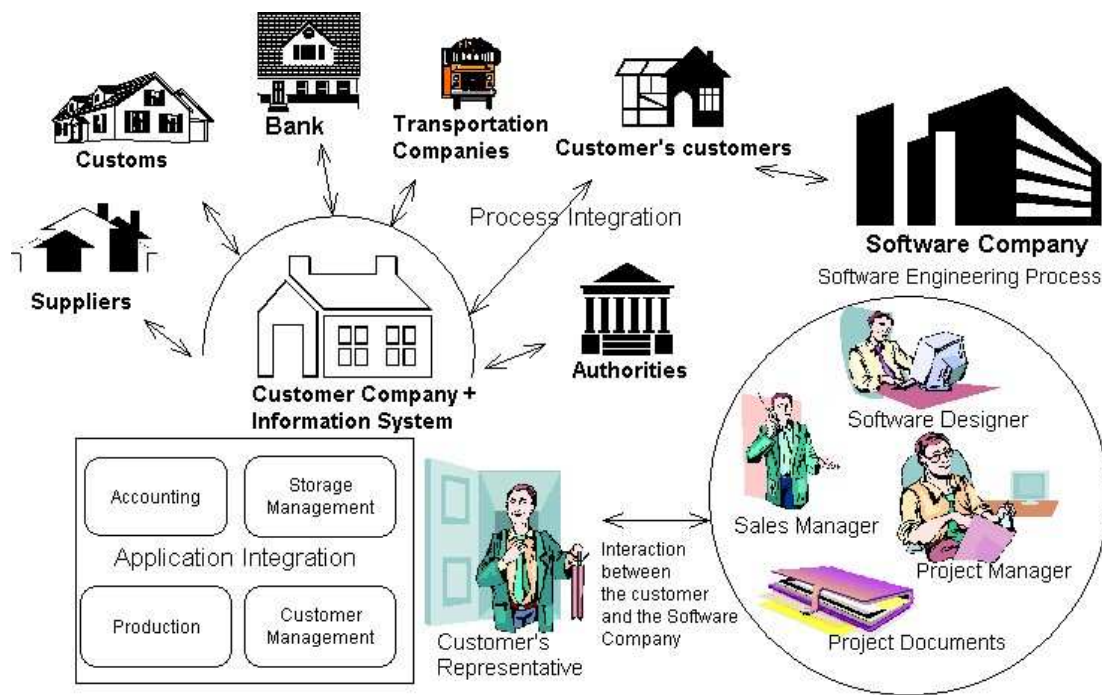 Customs
Bank
Transportation
Companies
Customer's customers
Suppliers
Process Integration
Software Company
Software Engineering Process
Authorities
Customer Company +
Information System
Software Designer
Accounting
Storage
Management
Application Integration
Production
Customer
Management
Customer's
Representative
Interaction
between
the customer
and the Software
Company
Sales Manager
Project Manager
Project Documents